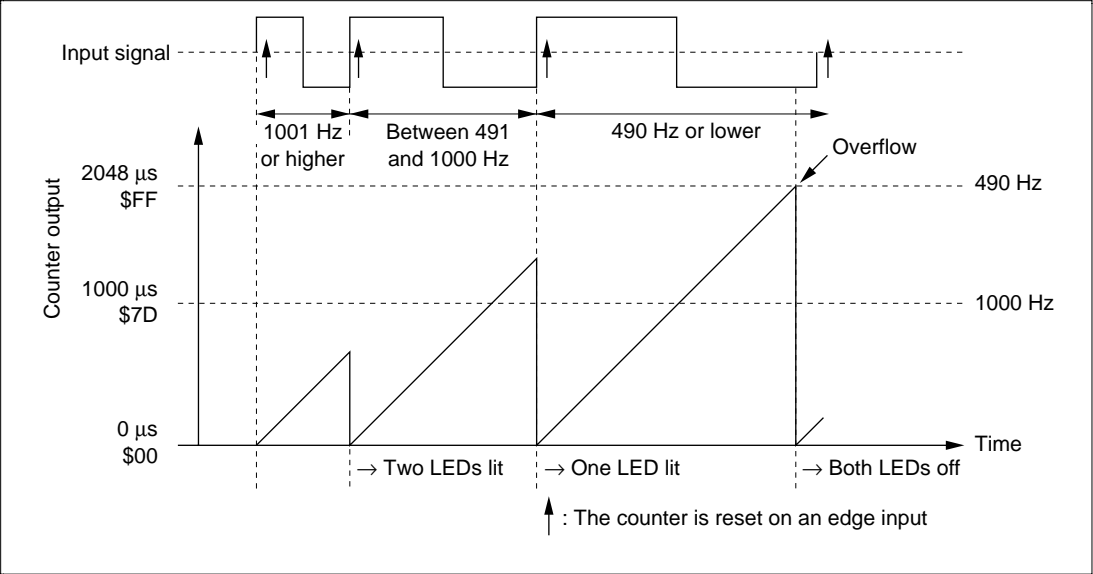 Input signal
1001 Hz
or higher
Between 491
and 1000 Hz
490 Hz or lower
Overflow
Counter output
2048 µs
$FF
490 Hz
1000 µs
$7D
1000 Hz
0 µs
$00
Time
→ Two LEDs lit
→ One LED lit
→ Both LEDs off
: The counter is reset on an edge input